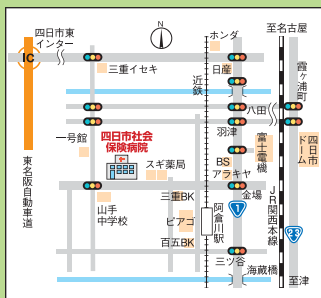 四日市東
インター
IC
東名阪自動車道
N
ホンダ
至名古屋
三重イセキ
近鉄
日産
霞ヶ浦町
八田
羽津
一号館
四日市社会
保険病院
スギ薬局
BS
アラキヤ
富士電機
四日市
ドーム
山手
中学校
三重BK
金場
ピアゴ
阿倉川駅
1
JR関西本線
23
百五BK
三ツ谷
海蔵橋
至津